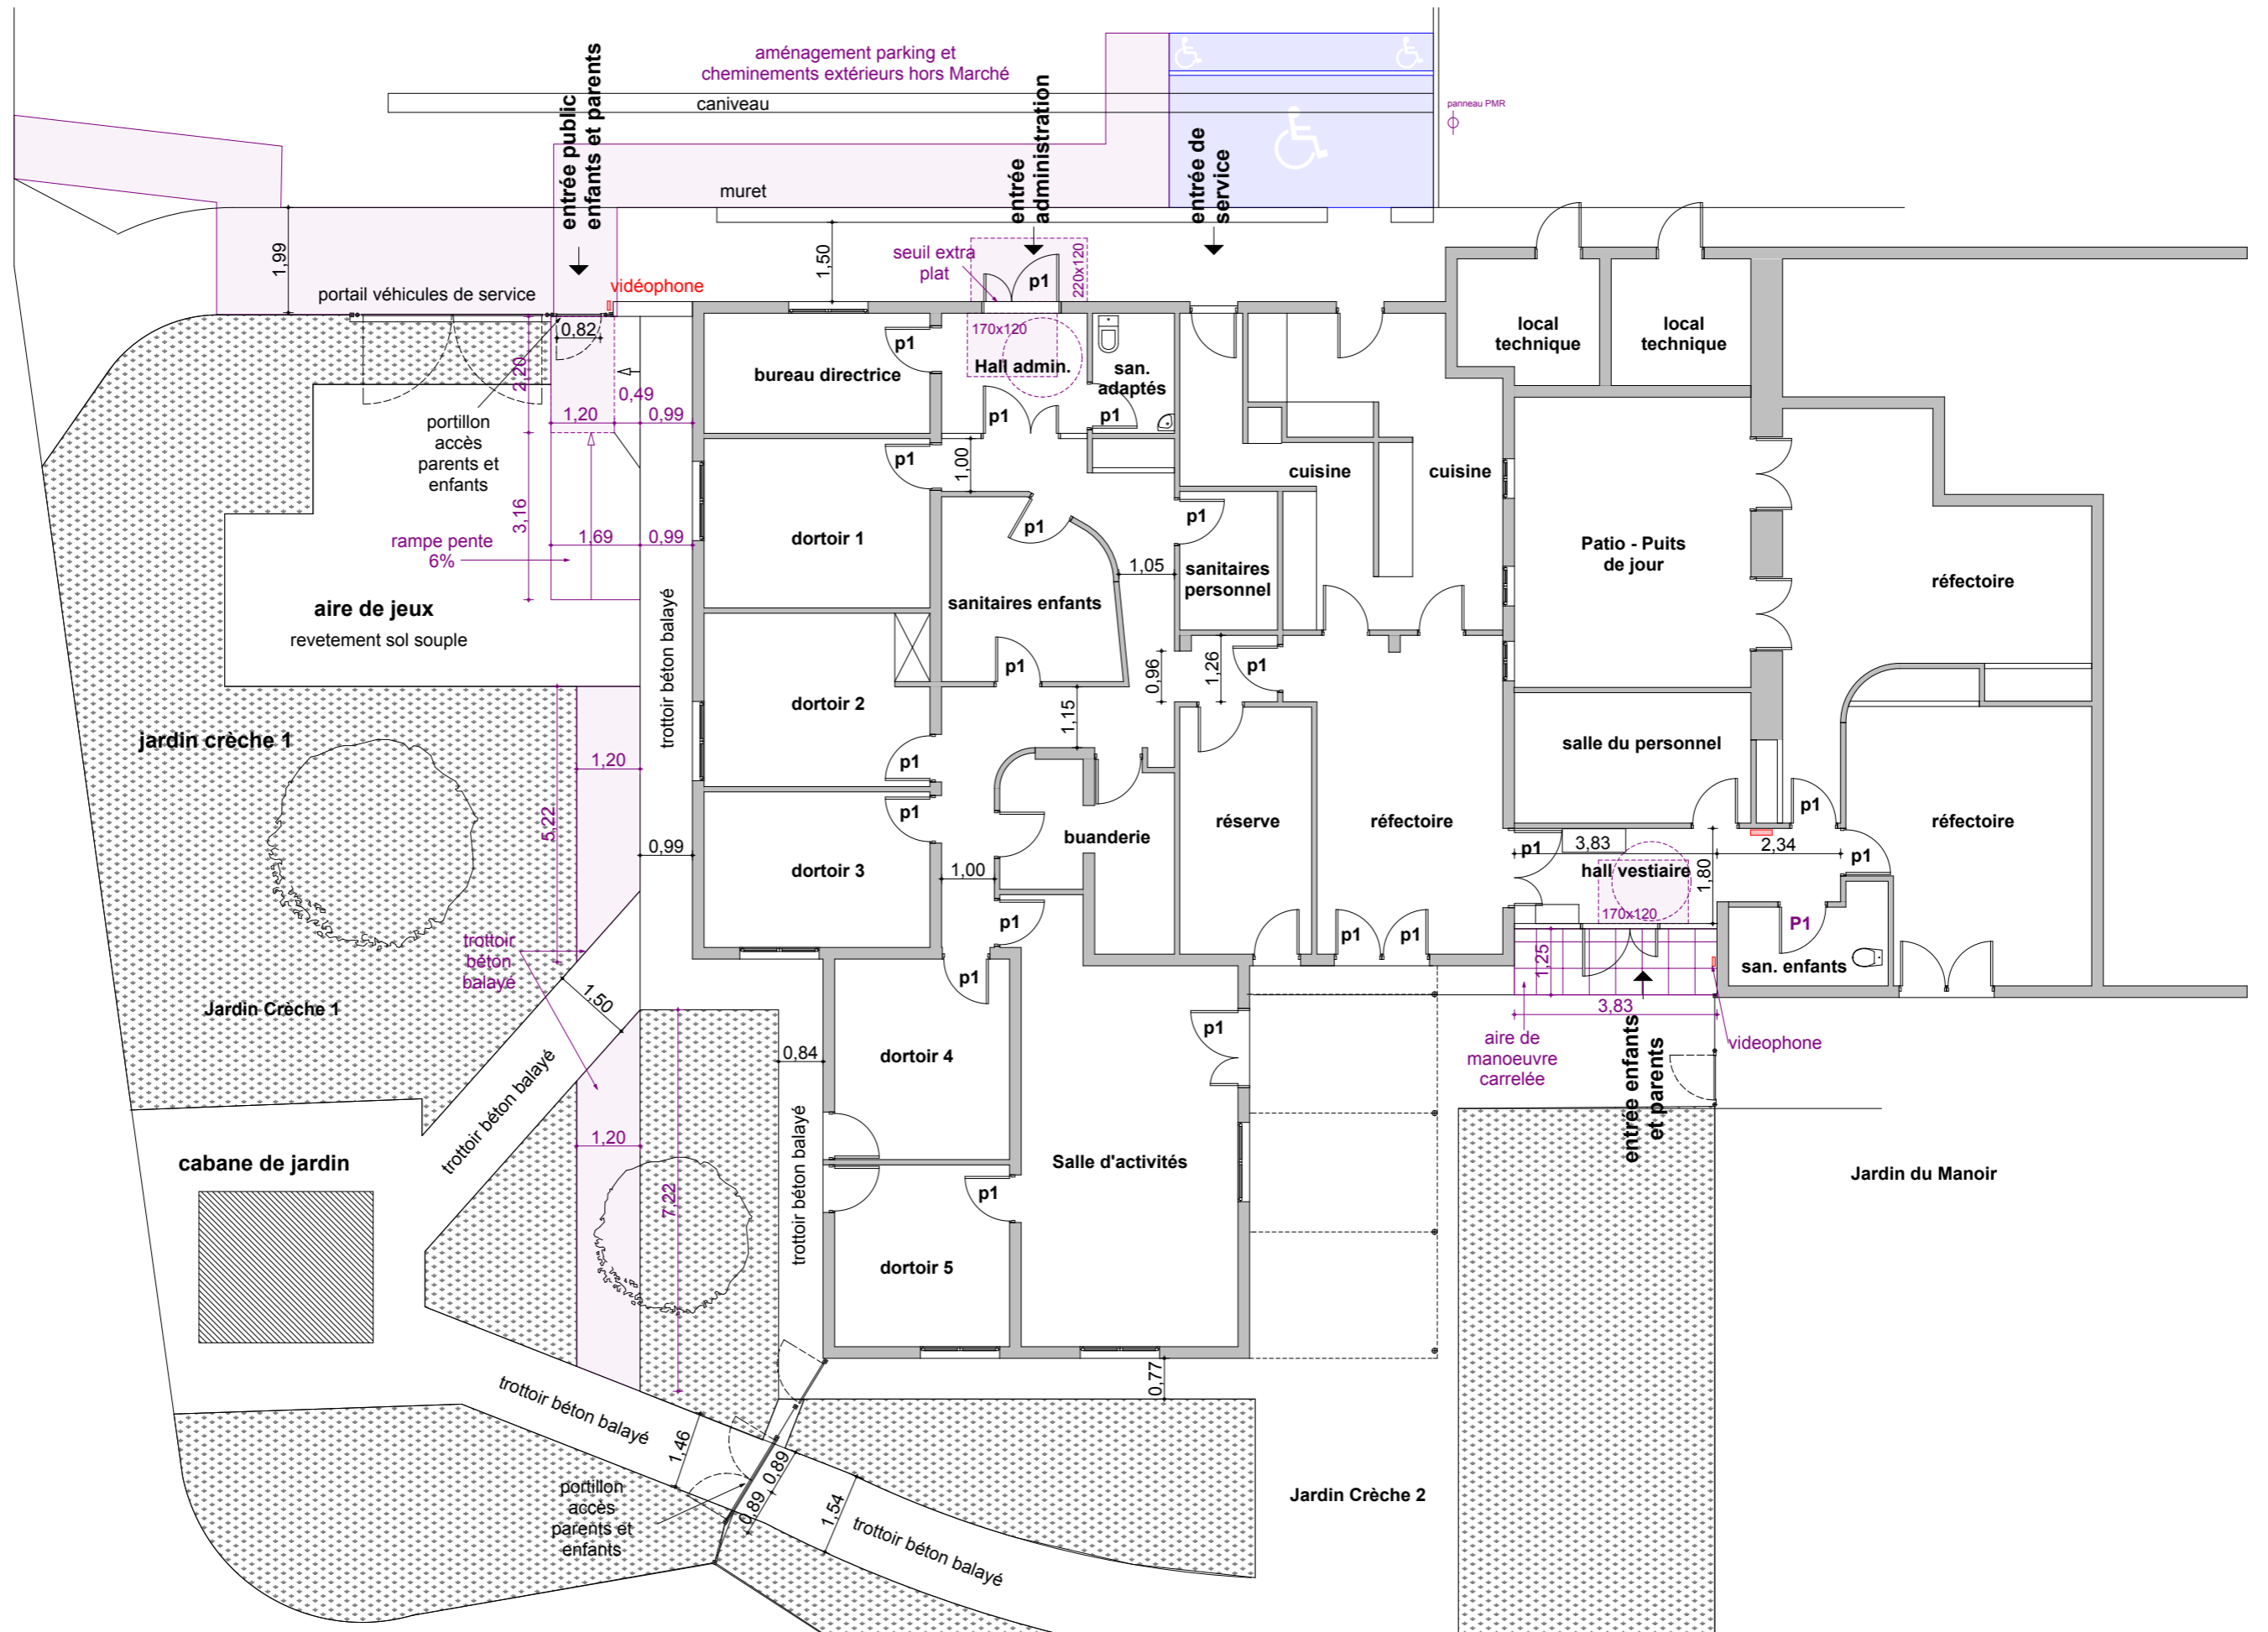 aménagement parking et
cheminements extérieurs hors Marché
caniveau
panneau PMR
entrée public
enfants et parents
entrée
administration
entrée de
service
muret
1,99
1,50
seuil extra
plat
220x120
p1
vidéophone
portail véhicules de service
0,82
2,20
0,49
1,20
0,99
portillon
accès
parents et
enfants
3,16
1,69
0,99
rampe pente
6%
aire de jeux
revetement sol souple
trottoir béton balayé
jardin crèche 1
1,20
5,22
0,99
trottoir
béton
balayé
1,50
Jardin Crèche 1
trottoir béton balayé
1,20
7,22
cabane de jardin
trottoir béton balayé
1,46
portillon
accès
parents et
enfants
0,89
0,89
1,54
trottoir béton balayé
0,84
trottoir béton balayé
0,77
Jardin Crèche 2
bureau directrice
p1
170x120
Hall admin.
san.
adaptés
p1
p1
p1
1,00
dortoir 1
p1
p1
1,05
sanitaires
personnel
sanitaires enfants
cuisine
cuisine
dortoir 2
p1
p1
0,96
1,26
p1
1,15
dortoir 3
p1
1,00
buanderie
réserve
réfectoire
p1
p1
p1
p1
dortoir 4
p1
Salle d'activités
dortoir 5
p1
local
technique
local
technique
Patio - Puits
de jour
réfectoire
salle du personnel
p1
réfectoire
p1
3,83
2,34
p1
hall vestiaire
1,80
170x120
P1
san. enfants
1,25
3,83
aire de
manoeuvre
carrelée
entrée enfants
et parents
videophone
Jardin du Manoir